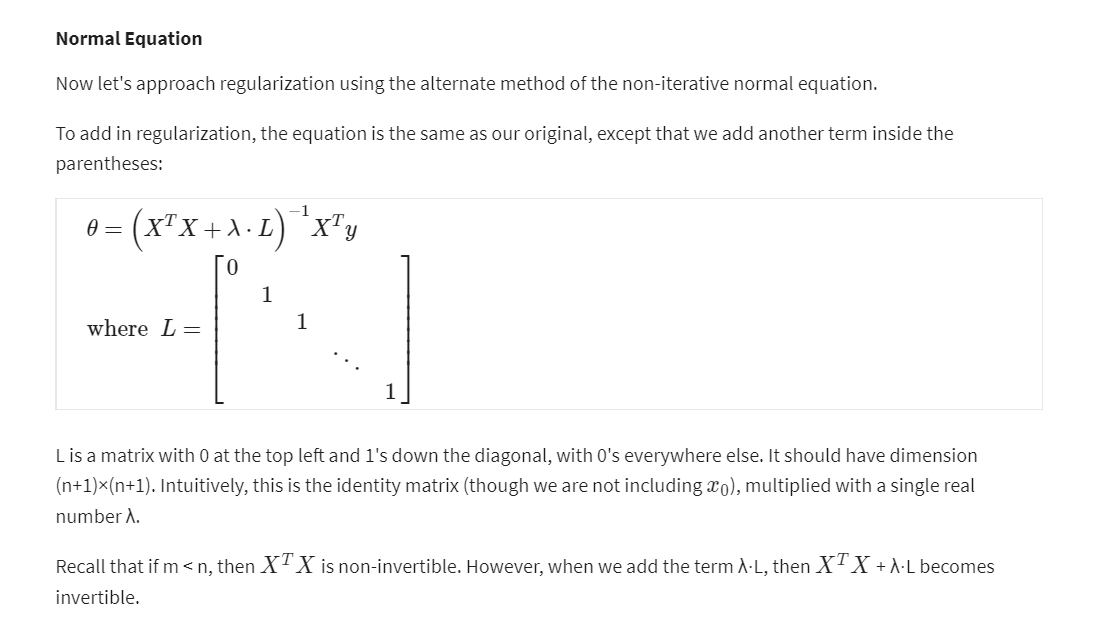 Normal Equation
Now let's approach regularization using the alternate method of the non-iterative normal equation.
To add in regularization, the equation is the same as our original, except that we add another term inside the
parentheses:
θ = (XᵀX + λ · L)⁻¹ Xᵀy
where L = [0
1
1
⋱
1]
L is a matrix with 0 at the top left and 1's down the diagonal, with 0's everywhere else. It should have dimension
(n+1)×(n+1). Intuitively, this is the identity matrix (though we are not including x₀), multiplied with a single real
number λ.
Recall that if m < n, then XᵀX is non-invertible. However, when we add the term λ·L, then XᵀX + λ·L becomes
invertible.